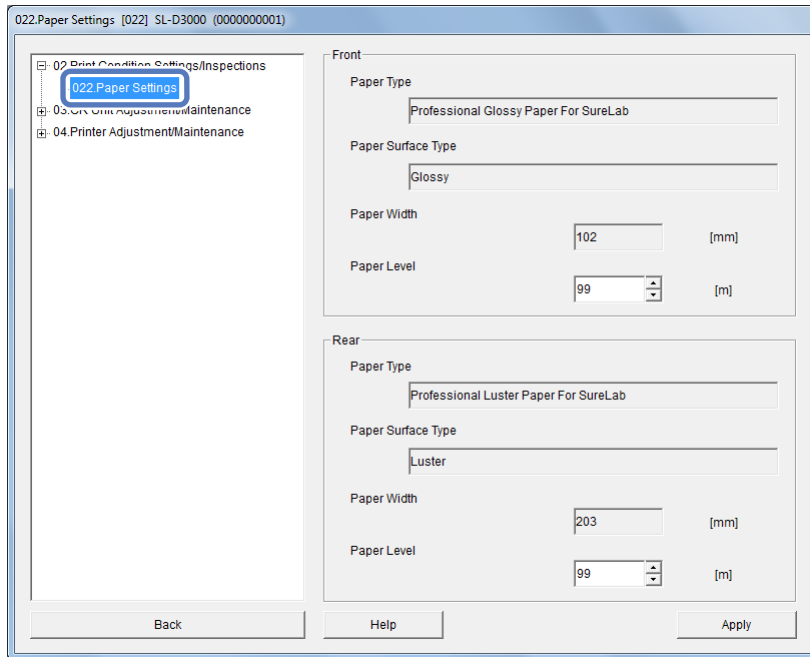 022.Paper Settings [022] SL-D3000 (0000000001)
02.Print Condition Settings/Inspections
022.Paper Settings
03.CR Unit Adjustment/Maintenance
04.Printer Adjustment/Maintenance
Front
Paper Type
Professional Glossy Paper For SureLab
Paper Surface Type
Glossy
Paper Width
102 [mm]
Paper Level
99 [m]
Rear
Paper Type
Professional Luster Paper For SureLab
Paper Surface Type
Luster
Paper Width
203 [mm]
Paper Level
99 [m]
Back Help Apply